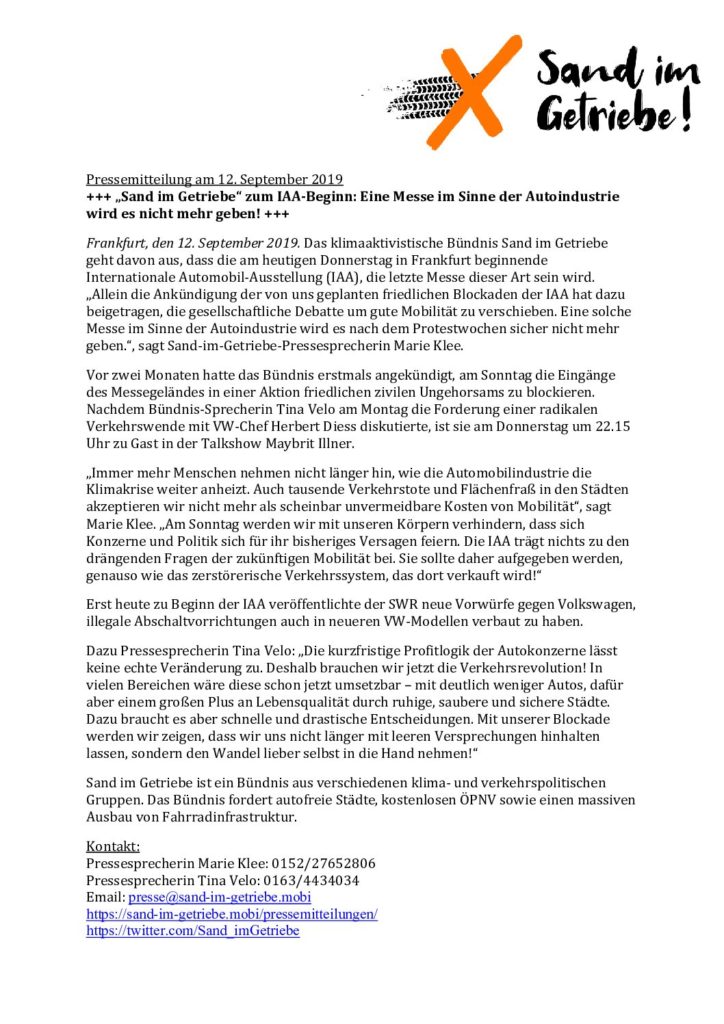 Sand im
Getriebe!
Pressemitteilung am 12. September 2019
+++ „Sand im Getriebe“ zum IAA-Beginn: Eine Messe im Sinne der Autoindustrie
wird es nicht mehr geben! +++
Frankfurt, den 12. September 2019. Das klimaaktivistische Bündnis Sand im Getriebe
geht davon aus, dass die am heutigen Donnerstag in Frankfurt beginnende
Internationale Automobil-Ausstellung (IAA), die letzte Messe dieser Art sein wird.
„Allein die Ankündigung der von uns geplanten friedlichen Blockaden der IAA hat dazu
beigetragen, die gesellschaftliche Debatte um gute Mobilität zu verschieben. Eine solche
Messe im Sinne der Autoindustrie wird es nach dem Protestwochen sicher nicht mehr
geben.“, sagt Sand-im-Getriebe-Pressesprecherin Marie Klee.
Vor zwei Monaten hatte das Bündnis erstmals angekündigt, am Sonntag die Eingänge
des Messegeländes in einer Aktion friedlichen zivilen Ungehorsams zu blockieren.
Nachdem Bündnis-Sprecherin Tina Velo am Montag die Forderung einer radikalen
Verkehrswende mit VW-Chef Herbert Diess diskutierte, ist sie am Donnerstag um 22.15
Uhr zu Gast in der Talkshow Maybrit Illner.
„Immer mehr Menschen nehmen nicht länger hin, wie die Automobilindustrie die
Klimakrise weiter anheizt. Auch tausende Verkehrstote und Flächenfraß in den Städten
akzeptieren wir nicht mehr als scheinbar unvermeidbare Kosten von Mobilität“, sagt
Marie Klee. „Am Sonntag werden wir mit unseren Körpern verhindern, dass sich
Konzerne und Politik sich für ihr bisheriges Versagen feiern. Die IAA trägt nichts zu den
drängenden Fragen der zukünftigen Mobilität bei. Sie sollte daher aufgegeben werden,
genauso wie das zerstörerische Verkehrssystem, das dort verkauft wird!“
Erst heute zu Beginn der IAA veröffentlichte der SWR neue Vorwürfe gegen Volkswagen,
illegale Abschaltvorrichtungen auch in neueren VW-Modellen verbaut zu haben.
Dazu Pressesprecherin Tina Velo: „Die kurzfristige Profitlogik der Autokonzerne lässt
keine echte Veränderung zu. Deshalb brauchen wir jetzt die Verkehrsrevolution! In
vielen Bereichen wäre diese schon jetzt umsetzbar – mit deutlich weniger Autos, dafür
aber einem großen Plus an Lebensqualität durch ruhige, saubere und sichere Städte.
Dazu braucht es aber schnelle und drastische Entscheidungen. Mit unserer Blockade
werden wir zeigen, dass wir uns nicht länger mit leeren Versprechungen hinhalten
lassen, sondern den Wandel lieber selbst in die Hand nehmen!“
Sand im Getriebe ist ein Bündnis aus verschiedenen klima- und verkehrspolitischen
Gruppen. Das Bündnis fordert autofreie Städte, kostenlosen ÖPNV sowie einen massiven
Ausbau von Fahrradinfrastruktur.
Kontakt:
Pressesprecherin Marie Klee: 0152/27652806
Pressesprecherin Tina Velo: 0163/4434034
Email: presse@sand-im-getriebe.mobi
https://sand-im-getriebe.mobi/pressemitteilungen/
https://twitter.com/Sand_imGetriebe